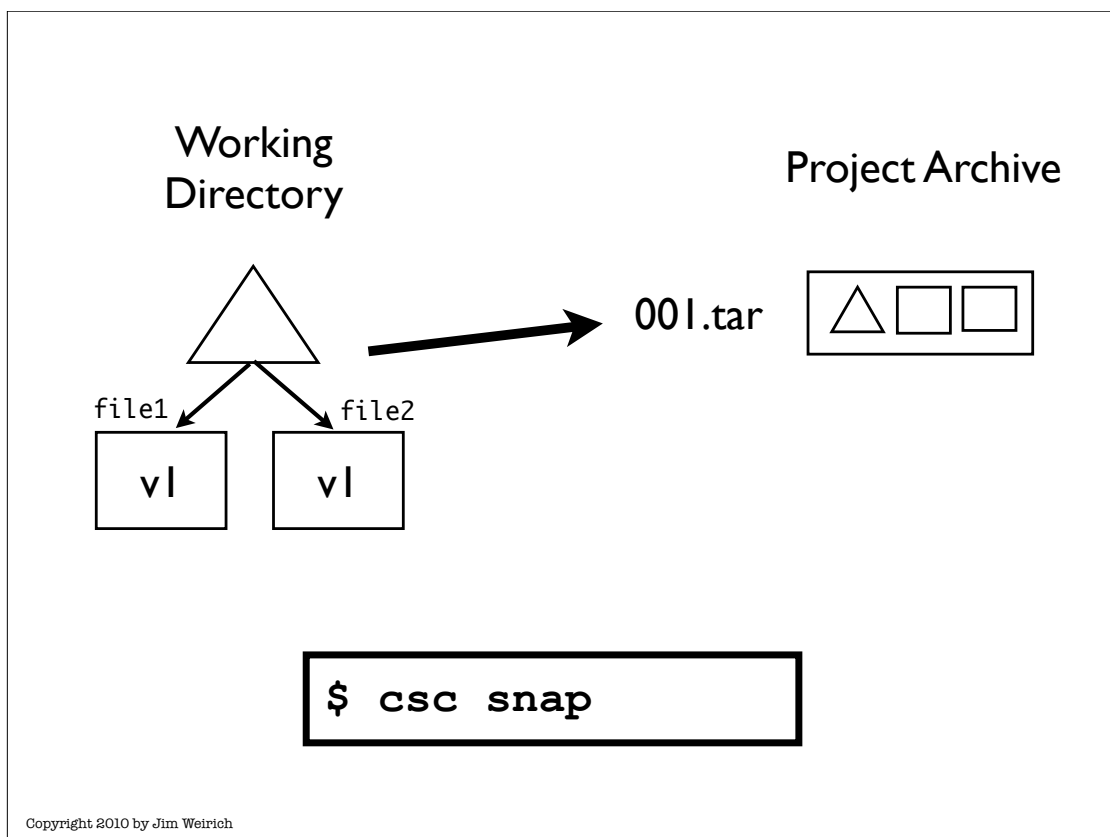 Working
Directory
Project Archive
001.tar
file1
file2
v1
v1
$ csc snap
Copyright 2010 by Jim Weirich